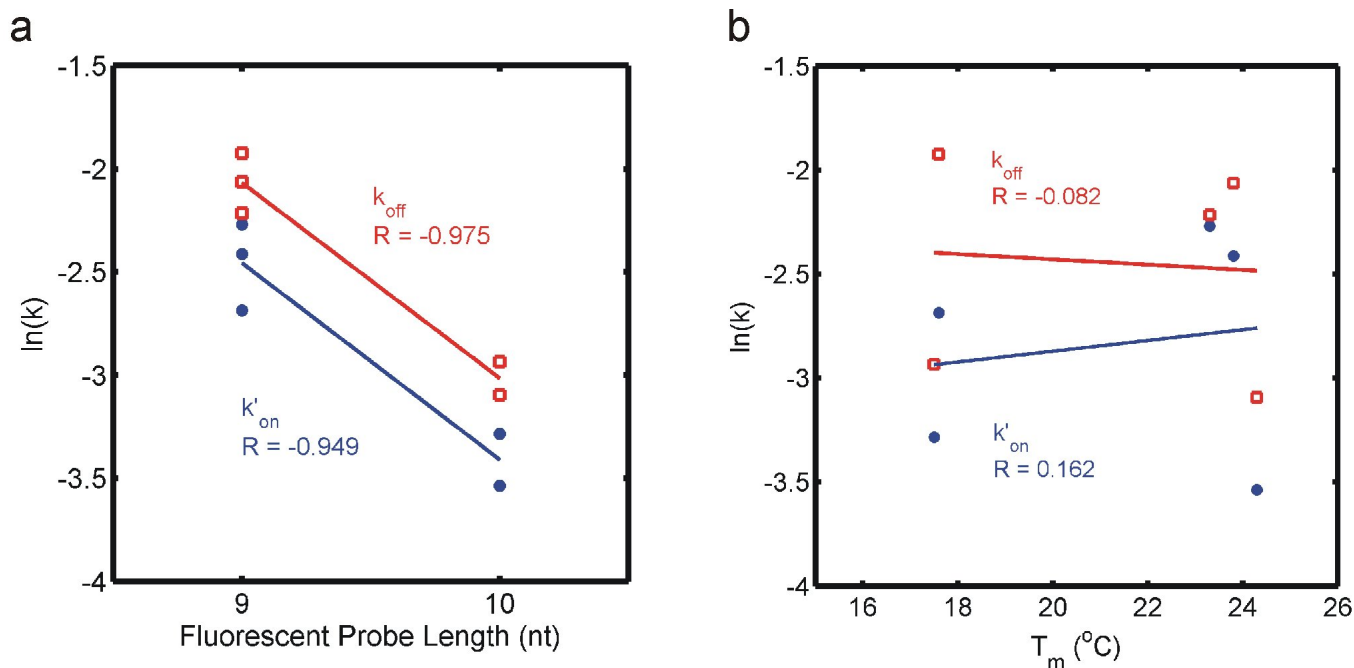 a
-1.5
-2
-2.5
-3
-3.5
-4
ln(k)
k_off
R = -0.975
k'_on
R = -0.949
9
10
Fluorescent Probe Length (nt)
b
-1.5
-2
-2.5
-3
-3.5
-4
ln(k)
k_off
R = -0.082
k'_on
R = 0.162
16
18
20
22
24
26
T_m (°C)